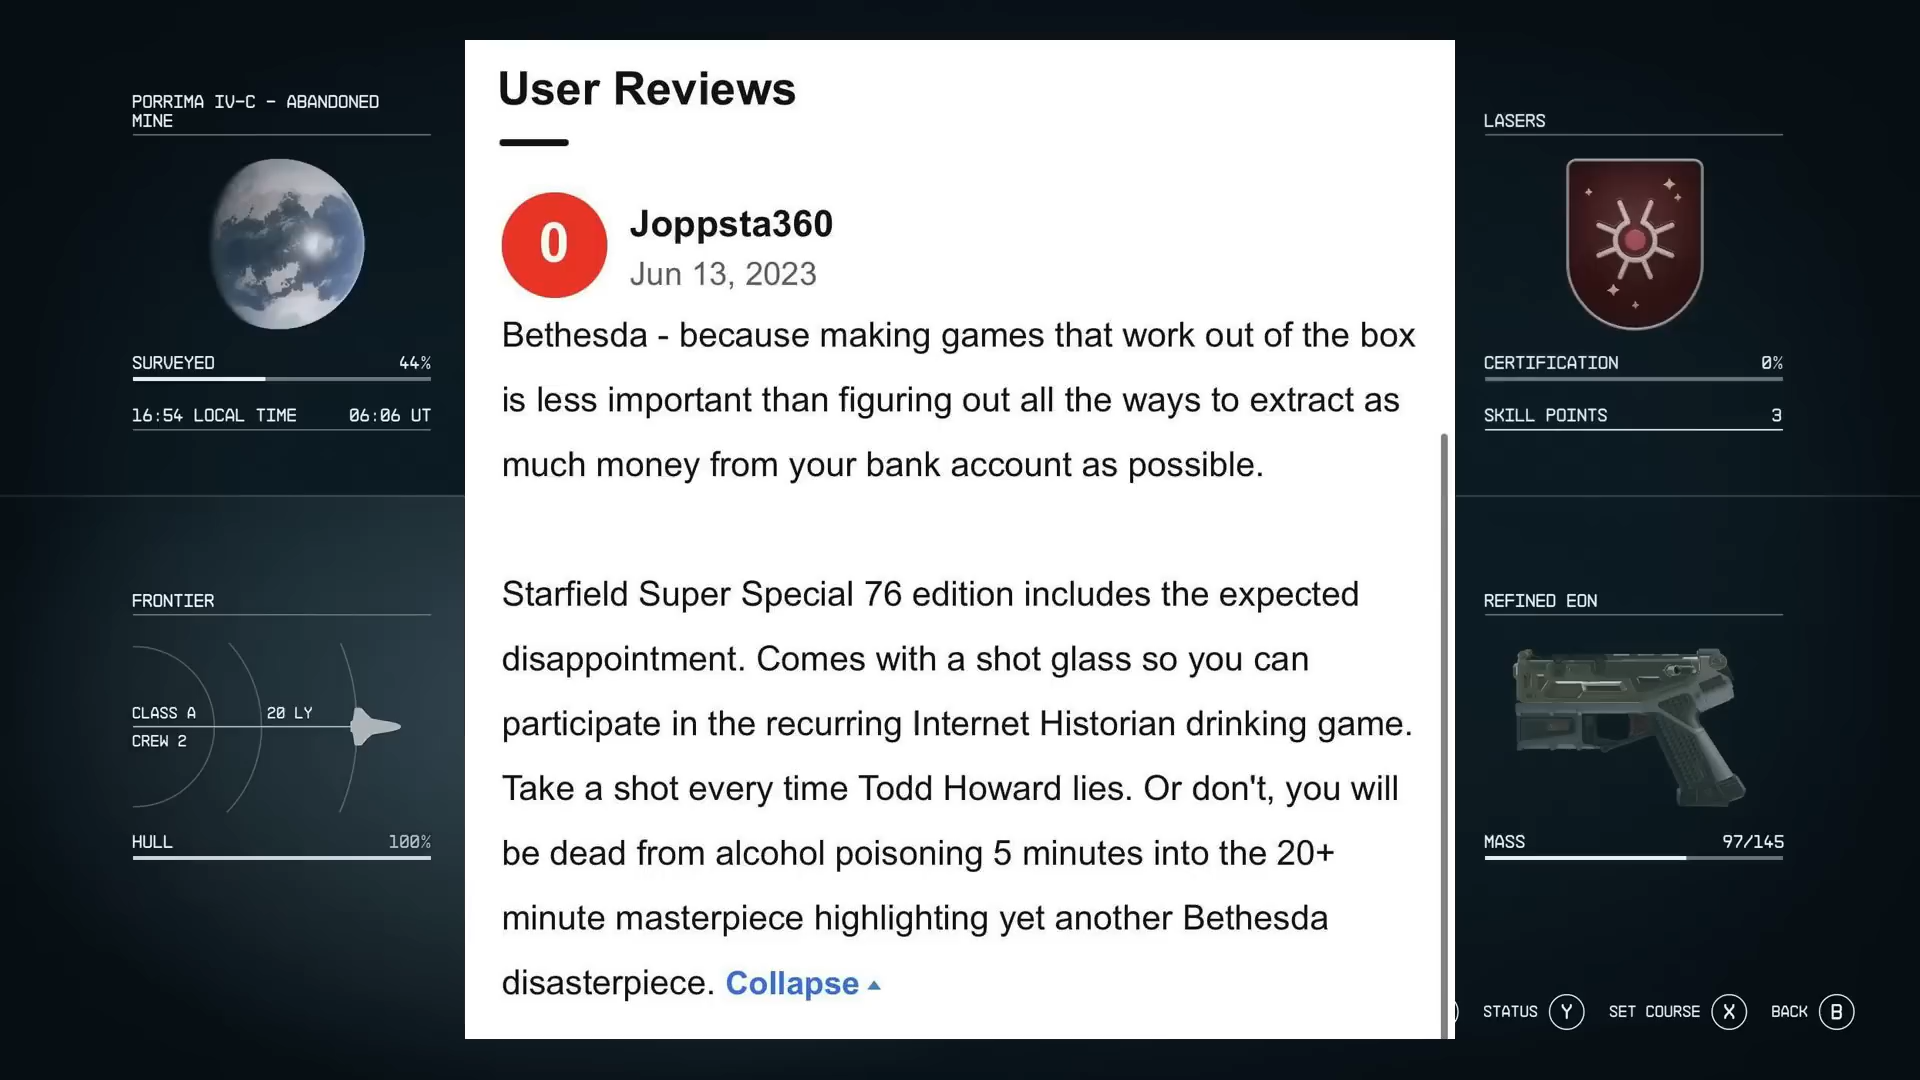 PORRIMA IV-C - ABANDONED
MINE
SURVEYED 44%
16:54 LOCAL TIME 06:06 UT
FRONTIER
CLASS A 20 LY
CREW 2
HULL 100%
User Reviews
0
Joppsta360
Jun 13, 2023
Bethesda - because making games that work out of the box
is less important than figuring out all the ways to extract as
much money from your bank account as possible.
Starfield Super Special 76 edition includes the expected
disappointment. Comes with a shot glass so you can
participate in the recurring Internet Historian drinking game.
Take a shot every time Todd Howard lies. Or don't, you will
be dead from alcohol poisoning 5 minutes into the 20+
minute masterpiece highlighting yet another Bethesda
disasterpiece. Collapse
LASERS
CERTIFICATION 0%
SKILL POINTS 3
REFINED EON
MASS 97/145
STATUS Y SET COURSE X BACK B